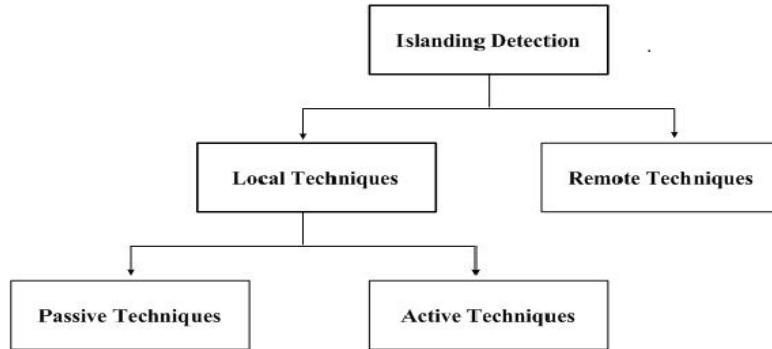 Islanding Detection
Local Techniques
Remote Techniques
Passive Techniques
Active Techniques